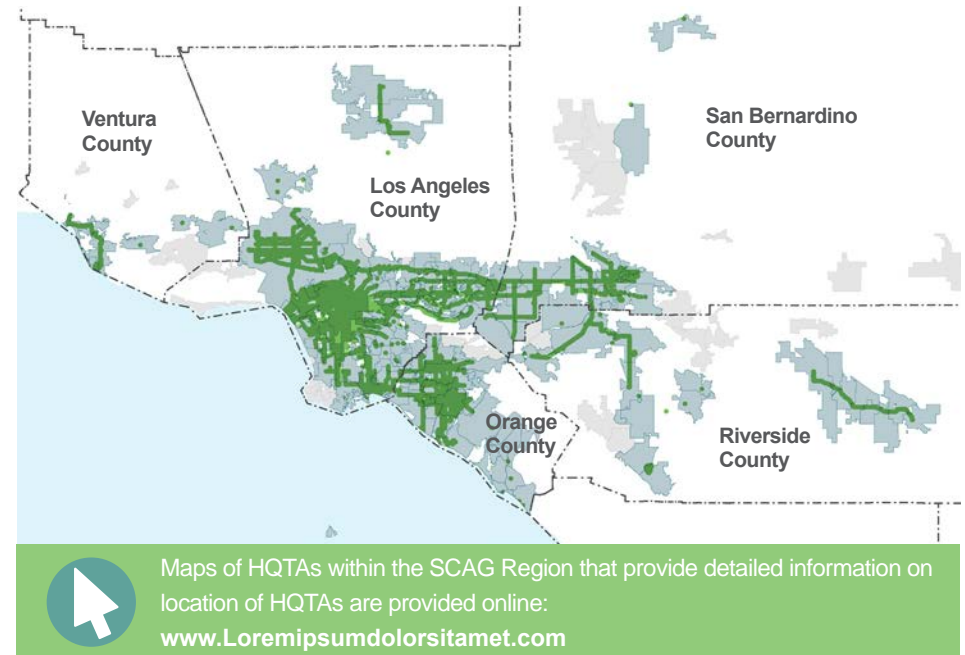 Ventura
County
San Bernardino
County
Los Angeles
County
Orange
County
Riverside
County
Maps of HQTAs within the SCAG Region that provide detailed information on
location of HQTAs are provided online:
www.Loremipsumdolorsitamet.com